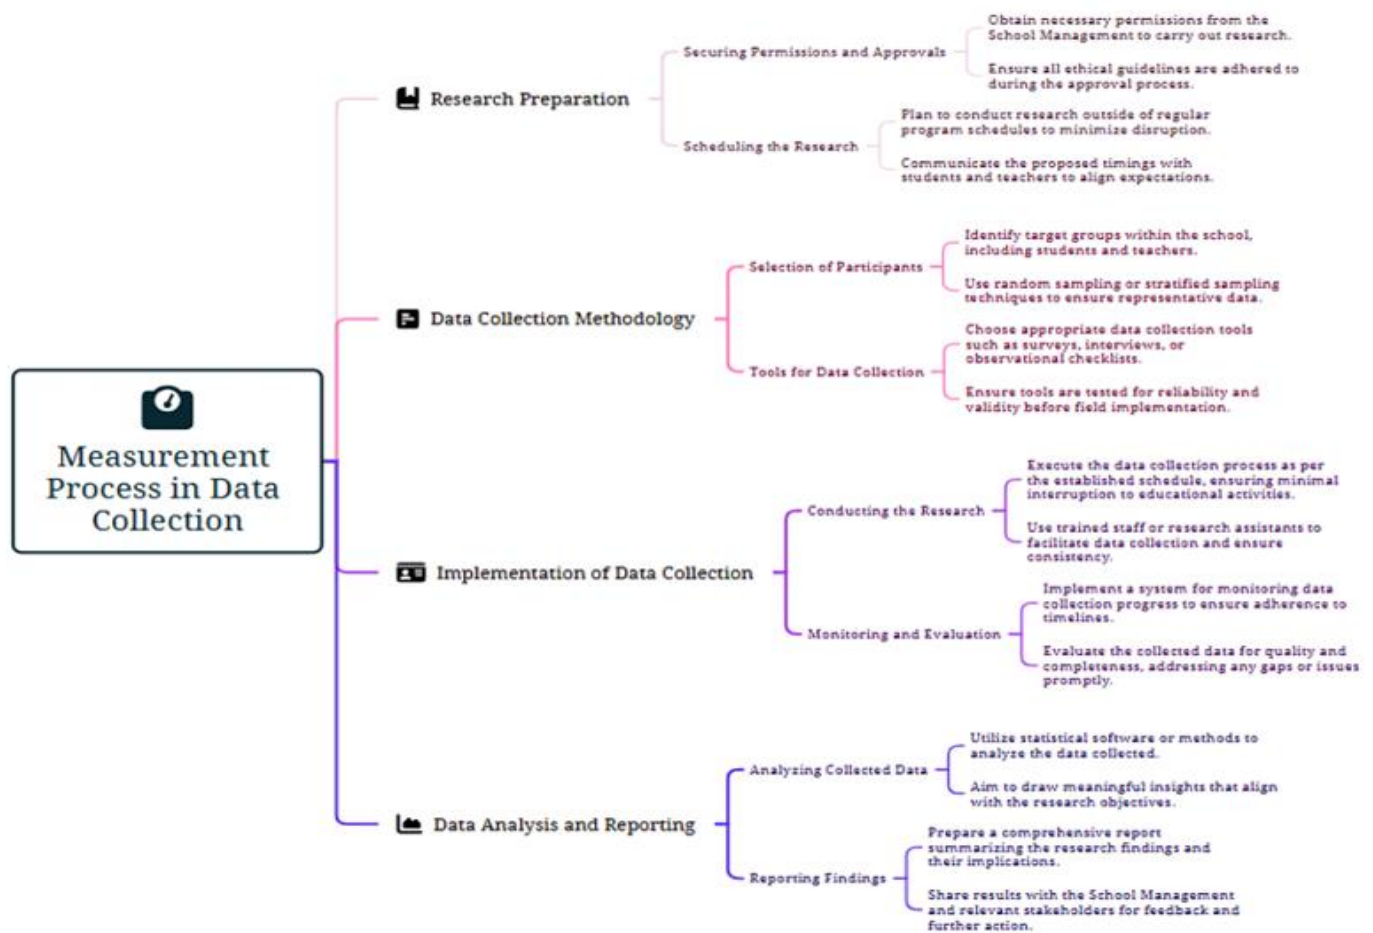 Measurement
Process in Data
Collection
Research Preparation
Securing Permissions and Approvals
Obtain necessary permissions from the
School Management to carry out research.
Ensure all ethical guidelines are adhered to
during the approval process.
Scheduling the Research
Plan to conduct research outside of regular
program schedules to minimize disruption.
Communicate the proposed timings with
students and teachers to align expectations.
Data Collection Methodology
Selection of Participants
Identify target groups within the school,
including students and teachers.
Use random sampling or stratified sampling
techniques to ensure representative data.
Tools for Data Collection
Choose appropriate data collection tools
such as surveys, interviews, or
observational checklists.
Ensure tools are tested for reliability and
validity before field implementation.
Implementation of Data Collection
Conducting the Research
Execute the data collection process as per
the established schedule, ensuring minimal
interruption to educational activities.
Use trained staff or research assistants to
facilitate data collection and ensure
consistency.
Monitoring and Evaluation
Implement a system for monitoring data
collection progress to ensure adherence to
timelines.
Evaluate the collected data for quality and
completeness, addressing any gaps or issues
promptly.
Data Analysis and Reporting
Analyzing Collected Data
Utilize statistical software or methods to
analyze the data collected.
Aim to draw meaningful insights that align
with the research objectives.
Reporting Findings
Prepare a comprehensive report
summarizing the research findings and
their implications.
Share results with the School Management
and relevant stakeholders for feedback and
further action.